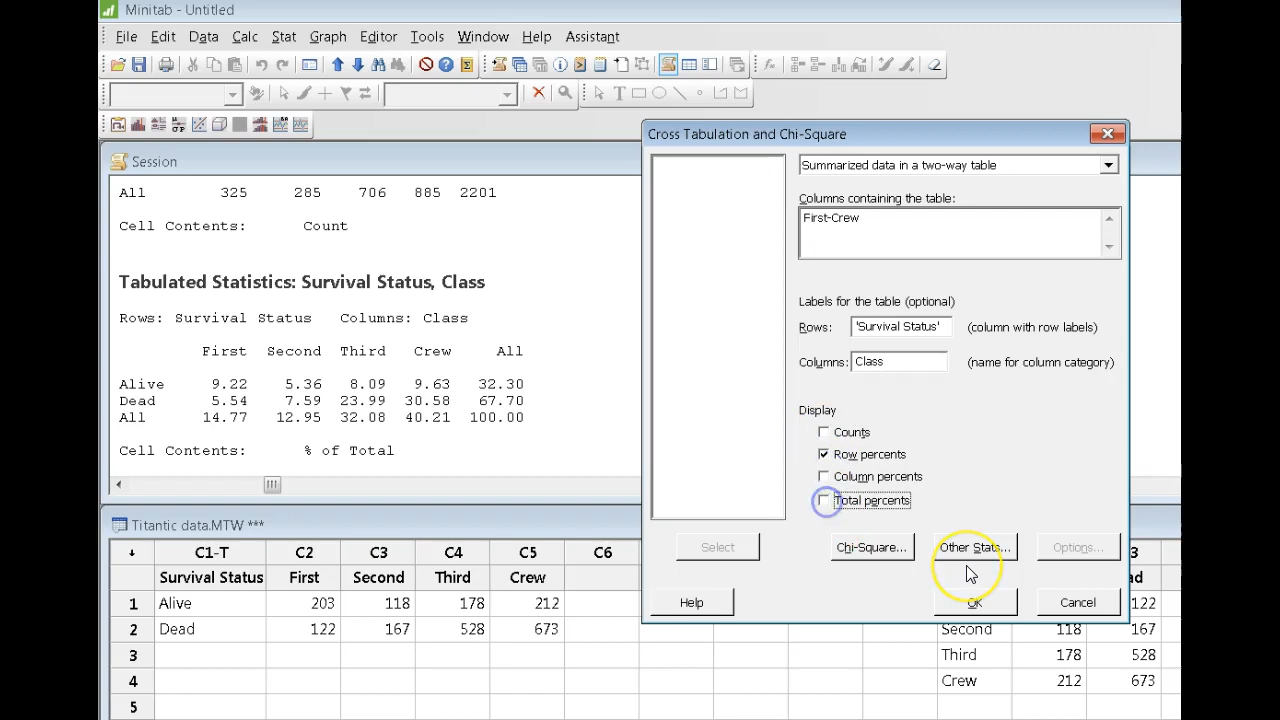 Minitab - Untitled
File Edit Data Calc Stat Graph Editor Tools Window Help Assistant
Session
All 325 285 706 885 2201
Cell Contents: Count
Tabulated Statistics: Survival Status, Class
Rows: Survival Status Columns: Class
First Second Third Crew All
Alive 9.22 5.36 8.09 9.63 32.30
Dead 5.54 7.59 23.99 30.58 67.70
All 14.77 12.95 32.08 40.21 100.00
Cell Contents: % of Total
Cross Tabulation and Chi-Square
Summarized data in a two-way table
Columns containing the table:
First-Crew
Labels for the table (optional)
Rows: 'Survival Status' (column with row labels)
Columns: Class (name for column category)
Display
Counts
Row percents
Column percents
Total percents
Select Chi-Square... Other Stats... Options...
Help OK Cancel
Titantic data.MTW ***
C1-T C2 C3 C4 C5 C6 3
Survival Status First Second Third Crew ad
1 Alive 203 118 178 212 122
2 Dead 122 167 528 673 Second 118 167
3 Third 178 528
4 Crew 212 673
5